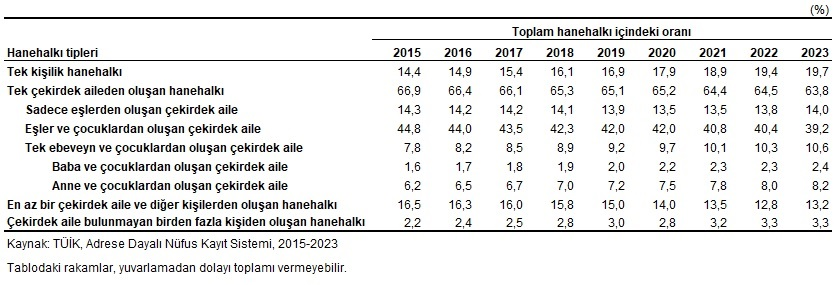 (%)
Toplam hanehalkı içindeki oranı
Hanehalkı tipleri 2015 2016 2017 2018 2019 2020 2021 2022 2023
Tek kişilik hanehalkı 14,4 14,9 15,4 16,1 16,9 17,9 18,9 19,4 19,7
Tek çekirdek aileden oluşan hanehalkı 66,9 66,4 66,1 65,3 65,1 65,2 64,4 64,5 63,8
Sadece eşlerden oluşan çekirdek aile 14,3 14,2 14,2 14,1 13,9 13,5 13,5 13,8 14,0
Eşler ve çocuklardan oluşan çekirdek aile 44,8 44,0 43,5 42,3 42,0 42,0 40,8 40,4 39,2
Tek ebeveyn ve çocuklardan oluşan çekirdek aile 7,8 8,2 8,5 8,9 9,2 9,7 10,1 10,3 10,6
Baba ve çocuklardan oluşan çekirdek aile 1,6 1,7 1,8 1,9 2,0 2,2 2,3 2,3 2,4
Anne ve çocuklardan oluşan çekirdek aile 6,2 6,5 6,7 7,0 7,2 7,5 7,8 8,0 8,2
En az bir çekirdek aile ve diğer kişilerden oluşan hanehalkı 16,5 16,3 16,0 15,8 15,0 14,0 13,5 12,8 13,2
Çekirdek aile bulunmayan birden fazla kişiden oluşan hanehalkı 2,2 2,4 2,5 2,8 3,0 2,8 3,2 3,3 3,3
Kaynak: TÜİK, Adrese Dayalı Nüfus Kayıt Sistemi, 2015-2023
Tablodaki rakamlar, yuvarlamadan dolayı toplamı vermeyebilir.